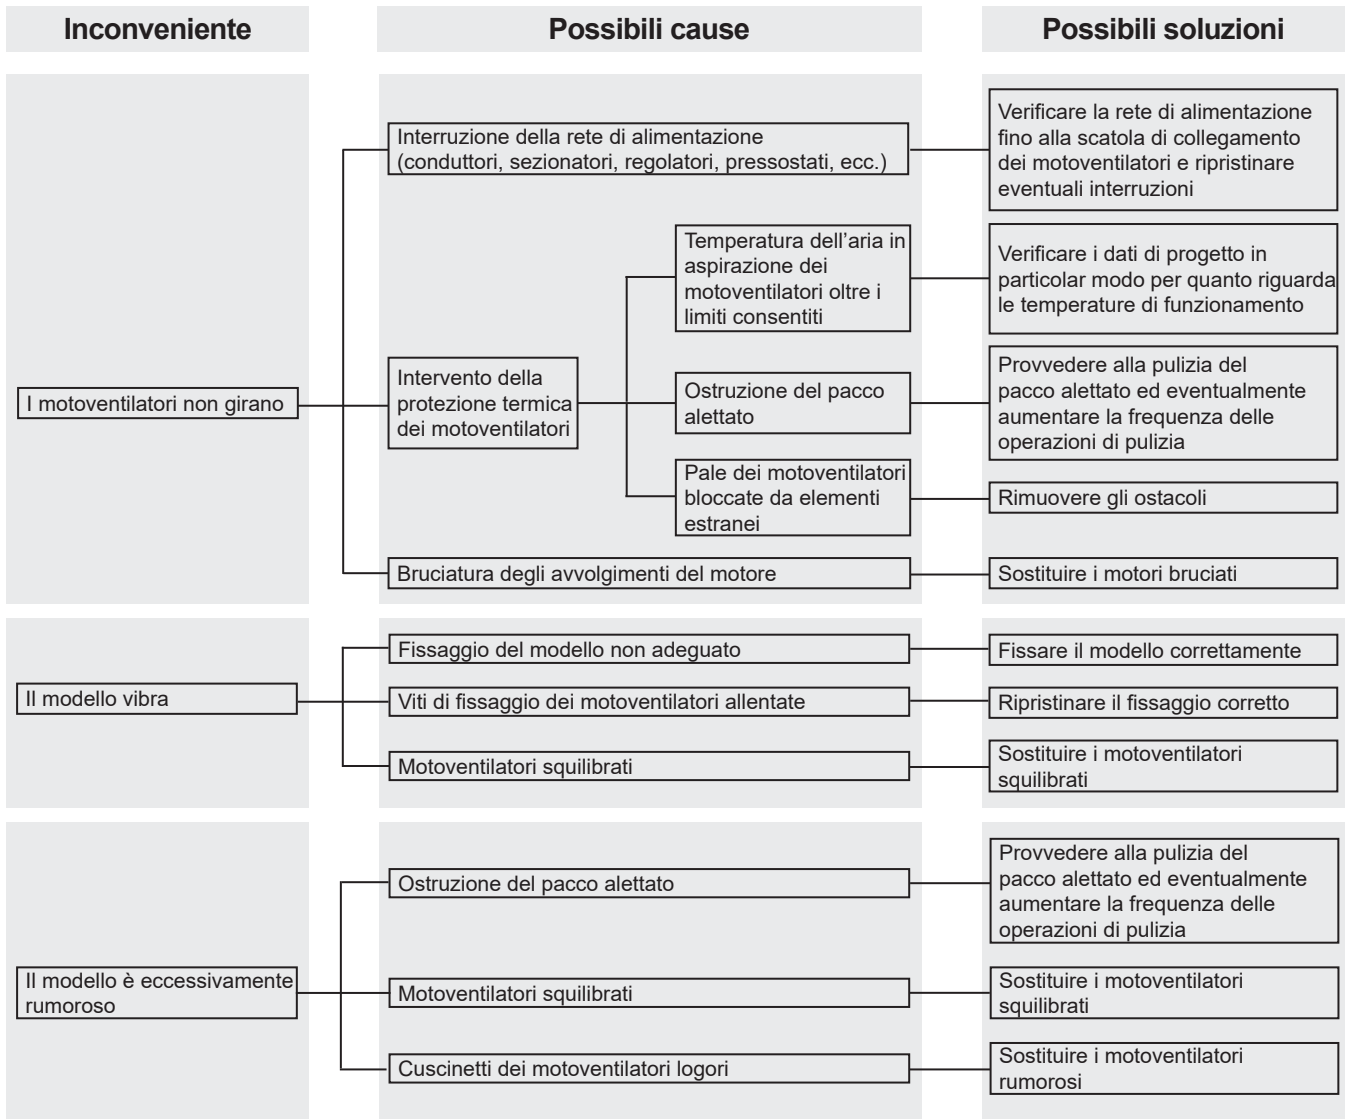 Inconveniente
Possibili cause
Possibili soluzioni
I motoventilatori non girano
Interruzione della rete di alimentazione
(conduttori, sezionatori, regolatori, pressostati, ecc.)
Verificare la rete di alimentazione
fino alla scatola di collegamento
dei motoventilatori e ripristinare
eventuali interruzioni
Intervento della
protezione termica
dei motoventilatori
Temperatura dell’aria in
aspirazione dei
motoventilatori oltre i
limiti consentiti
Verificare i dati di progetto in
particolar modo per quanto riguarda
le temperature di funzionamento
Ostruzione del pacco
alettato
Provvedere alla pulizia del
pacco alettato ed eventualmente
aumentare la frequenza delle
operazioni di pulizia
Pale dei motoventilatori
bloccate da elementi
estranei
Rimuovere gli ostacoli
Bruciatura degli avvolgimenti del motore
Sostituire i motori bruciati
Il modello vibra
Fissaggio del modello non adeguato
Fissare il modello correttamente
Viti di fissaggio dei motoventilatori allentate
Ripristinare il fissaggio corretto
Motoventilatori squilibrati
Sostituire i motoventilatori
squilibrati
Il modello è eccessivamente
rumoroso
Ostruzione del pacco alettato
Provvedere alla pulizia del
pacco alettato ed eventualmente
aumentare la frequenza delle
operazioni di pulizia
Motoventilatori squilibrati
Sostituire i motoventilatori
squilibrati
Cuscinetti dei motoventilatori logori
Sostituire i motoventilatori
rumorosi